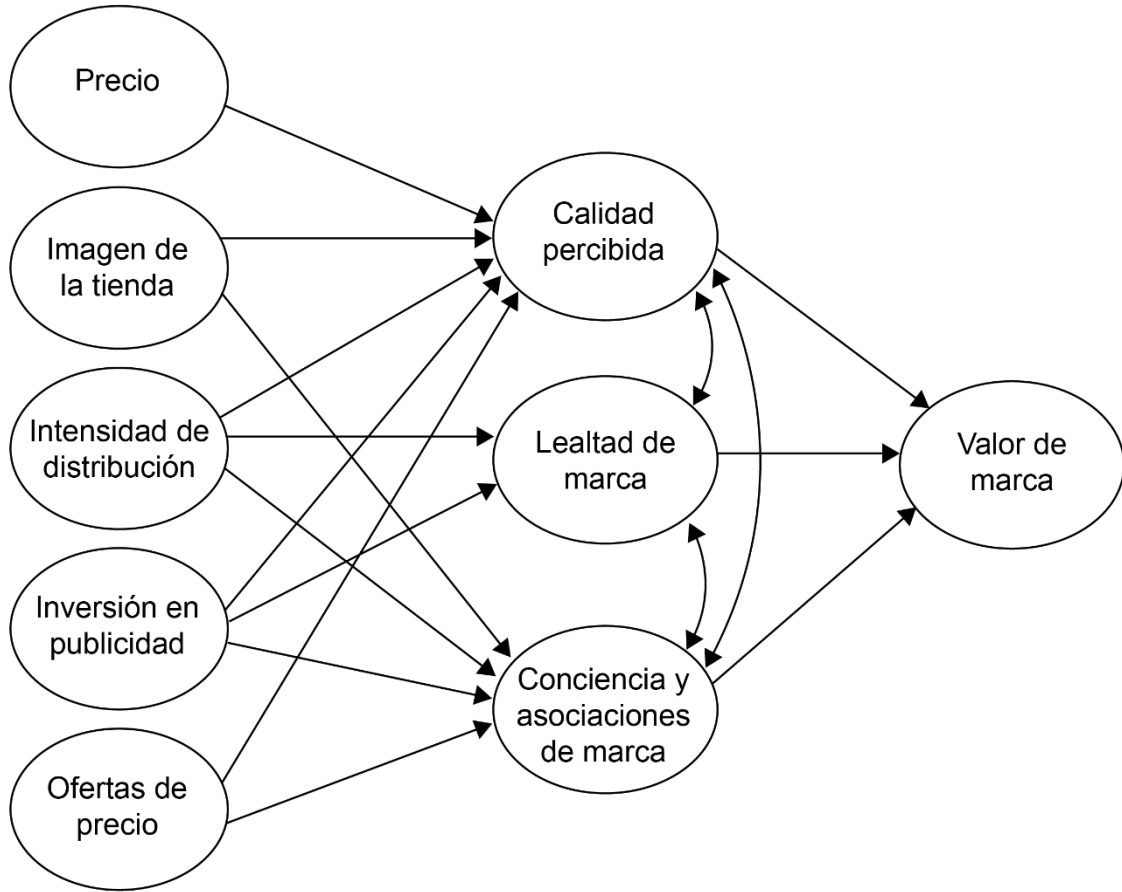 Precio
Imagen de
la tienda
Intensidad de
distribución
Inversión en
publicidad
Ofertas de
precio
Calidad
percibida
Lealtad de
marca
Conciencia y
asociaciones
de marca
Valor de
marca